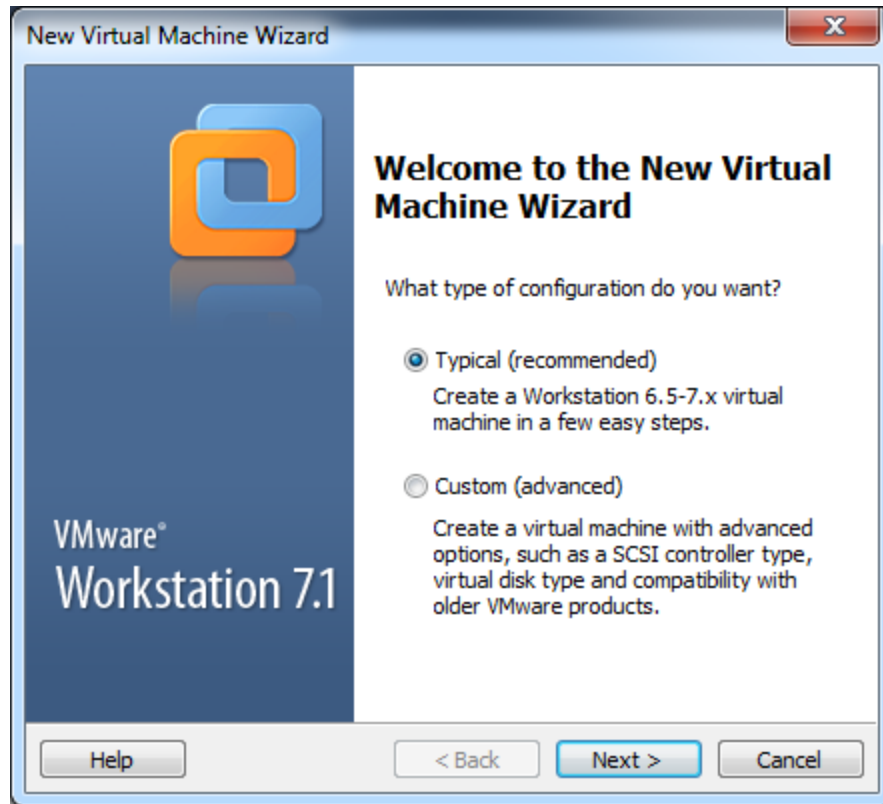 New Virtual Machine Wizard
Welcome to the New Virtual
Machine Wizard
What type of configuration do you want?
Typical (recommended)
Create a Workstation 6.5-7.x virtual
machine in a few easy steps.
Custom (advanced)
Create a virtual machine with advanced
options, such as a SCSI controller type,
virtual disk type and compatibility with
older VMware products.
VMware®
Workstation 7.1
Help
< Back
Next >
Cancel